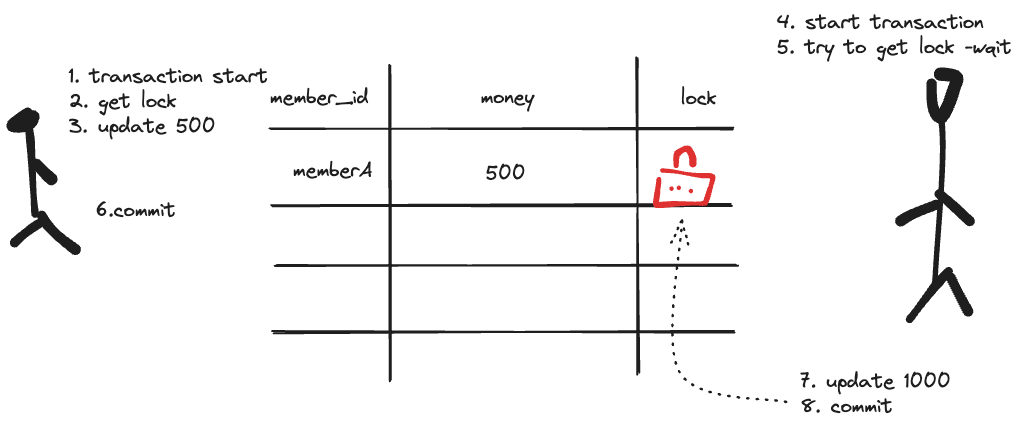 4. start transaction
5. try to get lock -wait
1. transaction start
2. get lock
3. update 500
member_id
money
lock
memberA
500
6.commit
7. update 1000
8. commit